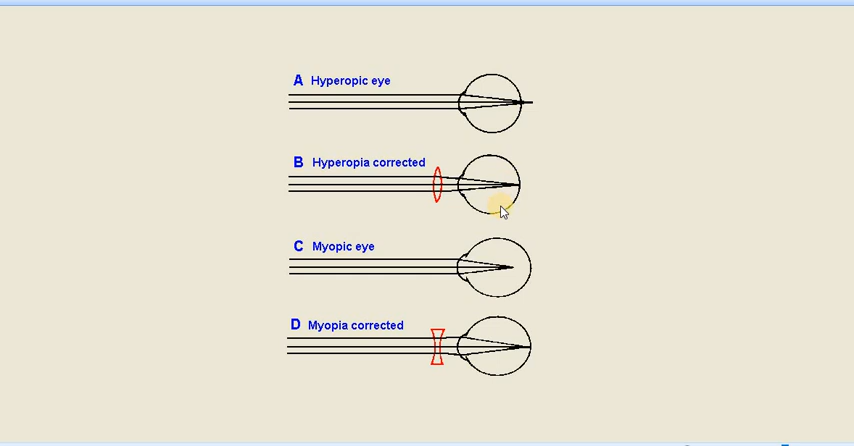 A Hyperopic eye
B Hyperopia corrected
C Myopic eye
D Myopia corrected